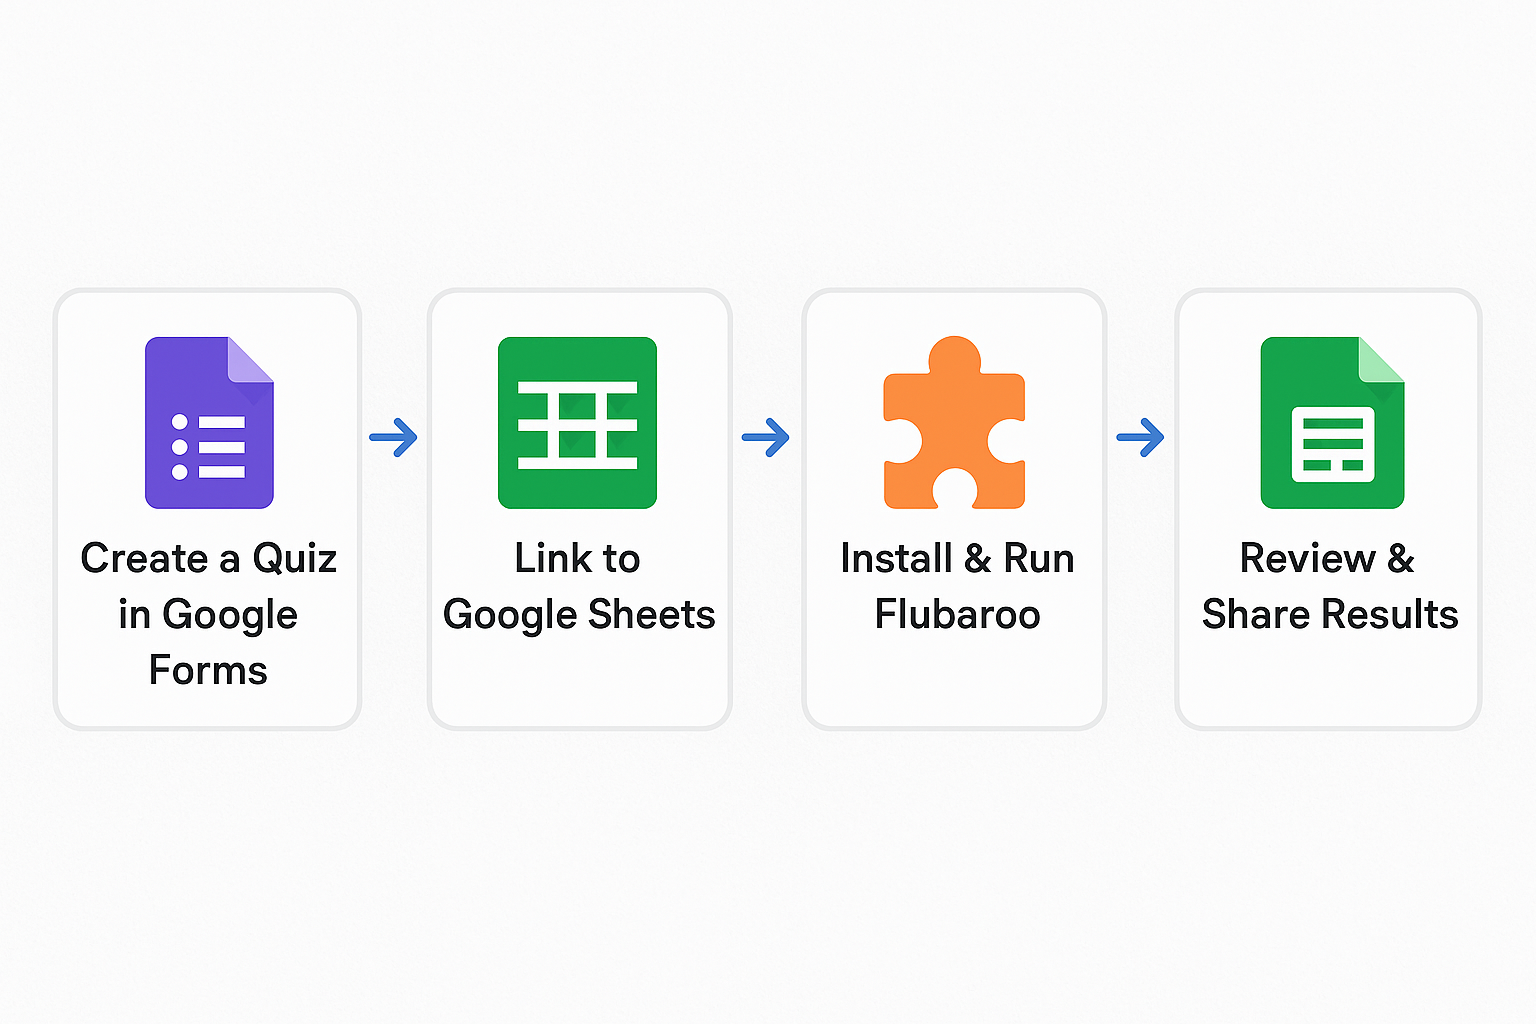 Create a Quiz
in Google
Forms
Link to
Google Sheets
Install & Run
Flubaroo
Review &
Share Results